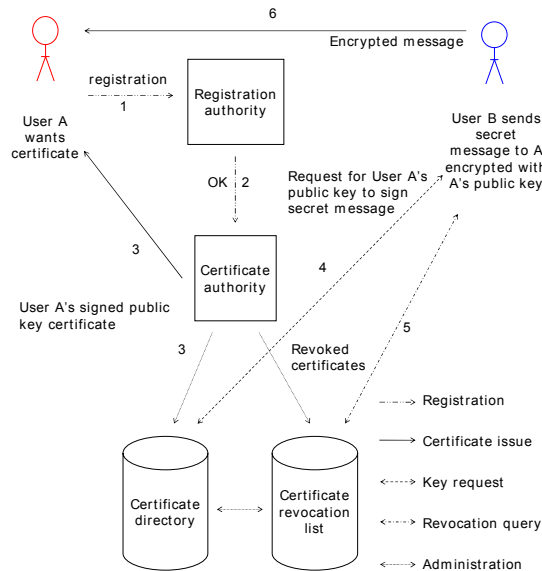 6
Encrypted message
registration
1
Registration
authority
User A
wants
certificate
User B sends
secret
message to A
encrypted with
A's public key
OK
2
Request for User A's
public key to sign
secret message
3
Certificate
authority
4
User A's signed public
key certificate
3
Revoked
certificates
5
Certificate
directory
Certificate
revocation
list
Registration
Certificate issue
Key request
Revocation query
Administration